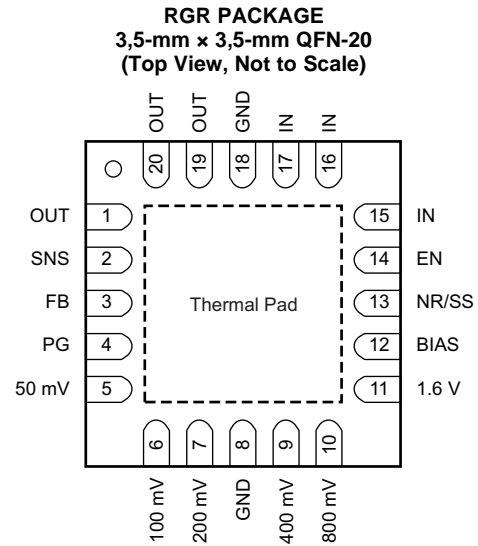 RGR PACKAGE
3,5-mm × 3,5-mm QFN-20
(Top View, Not to Scale)
OUT
OUT
GND
IN
IN
20
19
18
17
16
OUT
1
15
IN
SNS
2
14
EN
FB
3
Thermal Pad
13
NR/SS
PG
4
12
BIAS
50 mV
5
11
1.6 V
6
7
8
9
10
100 mV
200 mV
GND
400 mV
800 mV